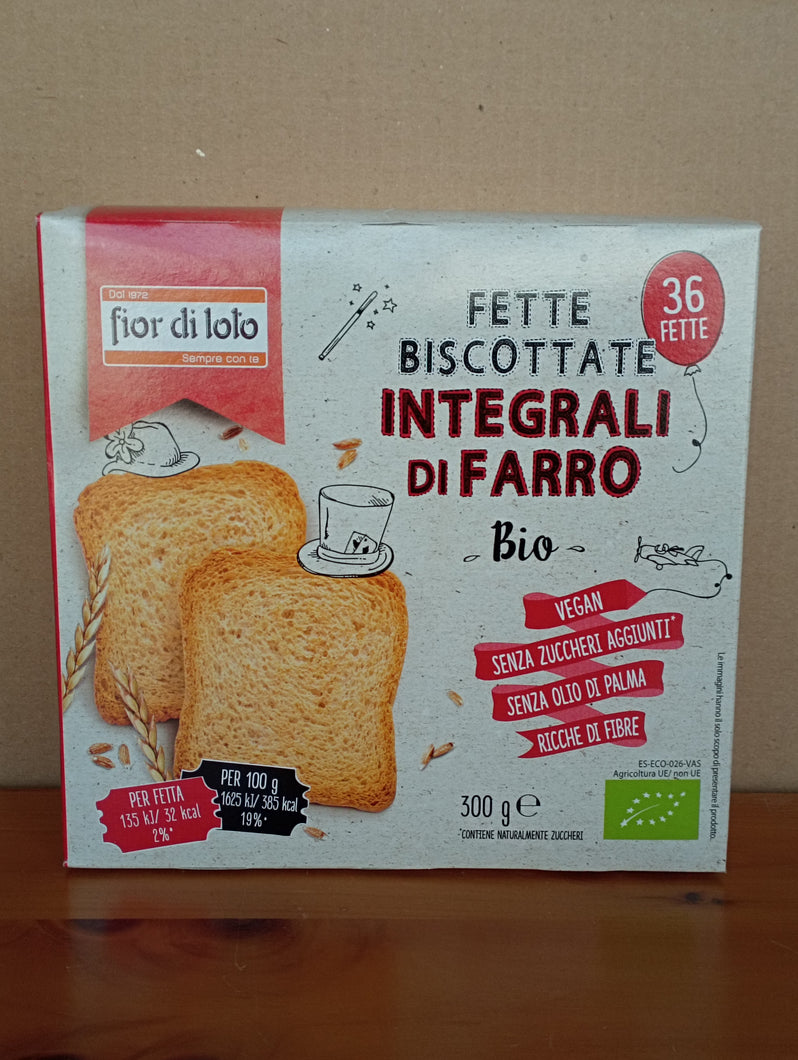 Dal 1972
fior di loto
Sempre con te
36
FETTE
FETTE
BISCOTTATE
INTEGRALI
DI FARRO
Bio
VEGAN
SENZA ZUCCHERI AGGIUNTI*
SENZA OLIO DI PALMA
RICCHE DI FIBRE
Le immagini hanno il solo scopo di presentare il prodotto.
PER FETTA
135 kJ/ 32 kcal
2%*
PER 100 g
1625 kJ/ 385 kcal
19%*
300 g e
*CONTIENE NATURALMENTE ZUCCHERI
ES-ECO-026-VAS
Agricoltura UE/ non UE